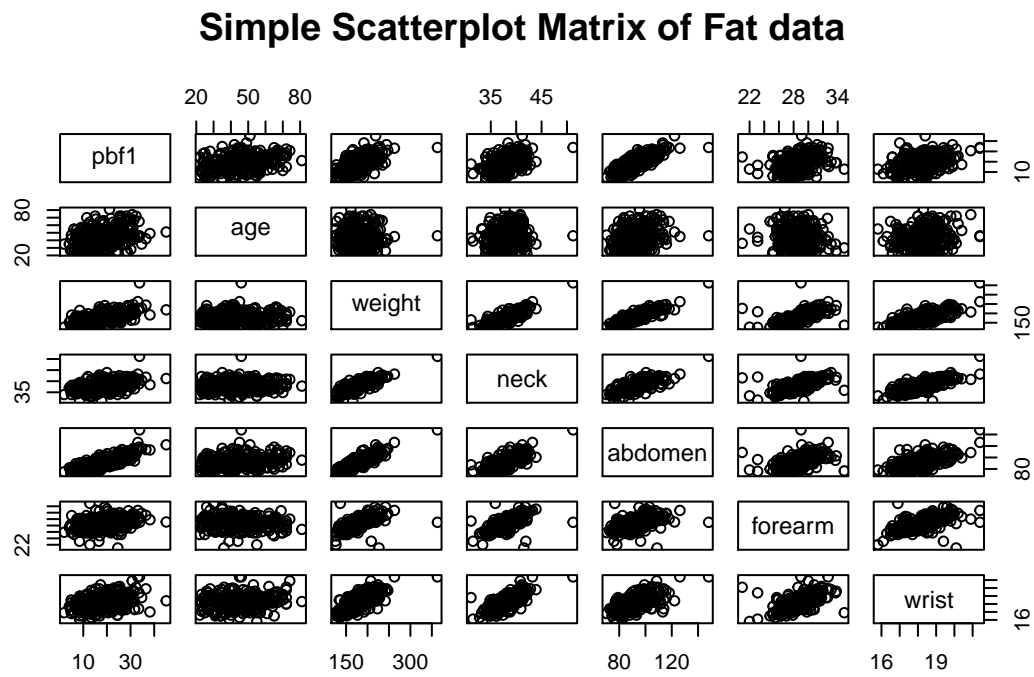 Simple Scatterplot Matrix of Fat data
20 50 80
35 45
22 28 34
pbf1
10
20 80
age
weight
150
35
neck
abdomen
80
22
forearm
wrist
16
10 30
150 300
80 120
16 19